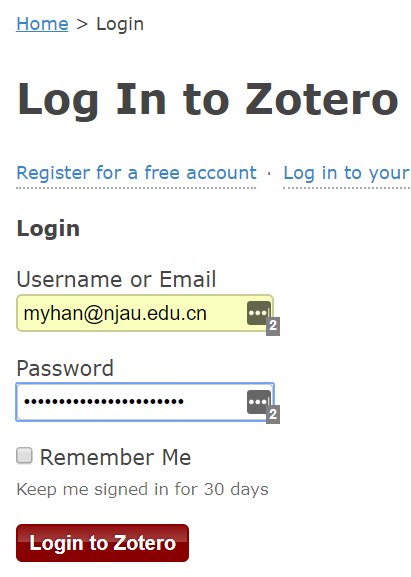 Home > Login
Log In to Zotero
Register for a free account · Log in to your
Login
Username or Email
myhan@njau.edu.cn
2
Password
•••••••••••••••••••••••
2
Remember Me
Keep me signed in for 30 days
Login to Zotero